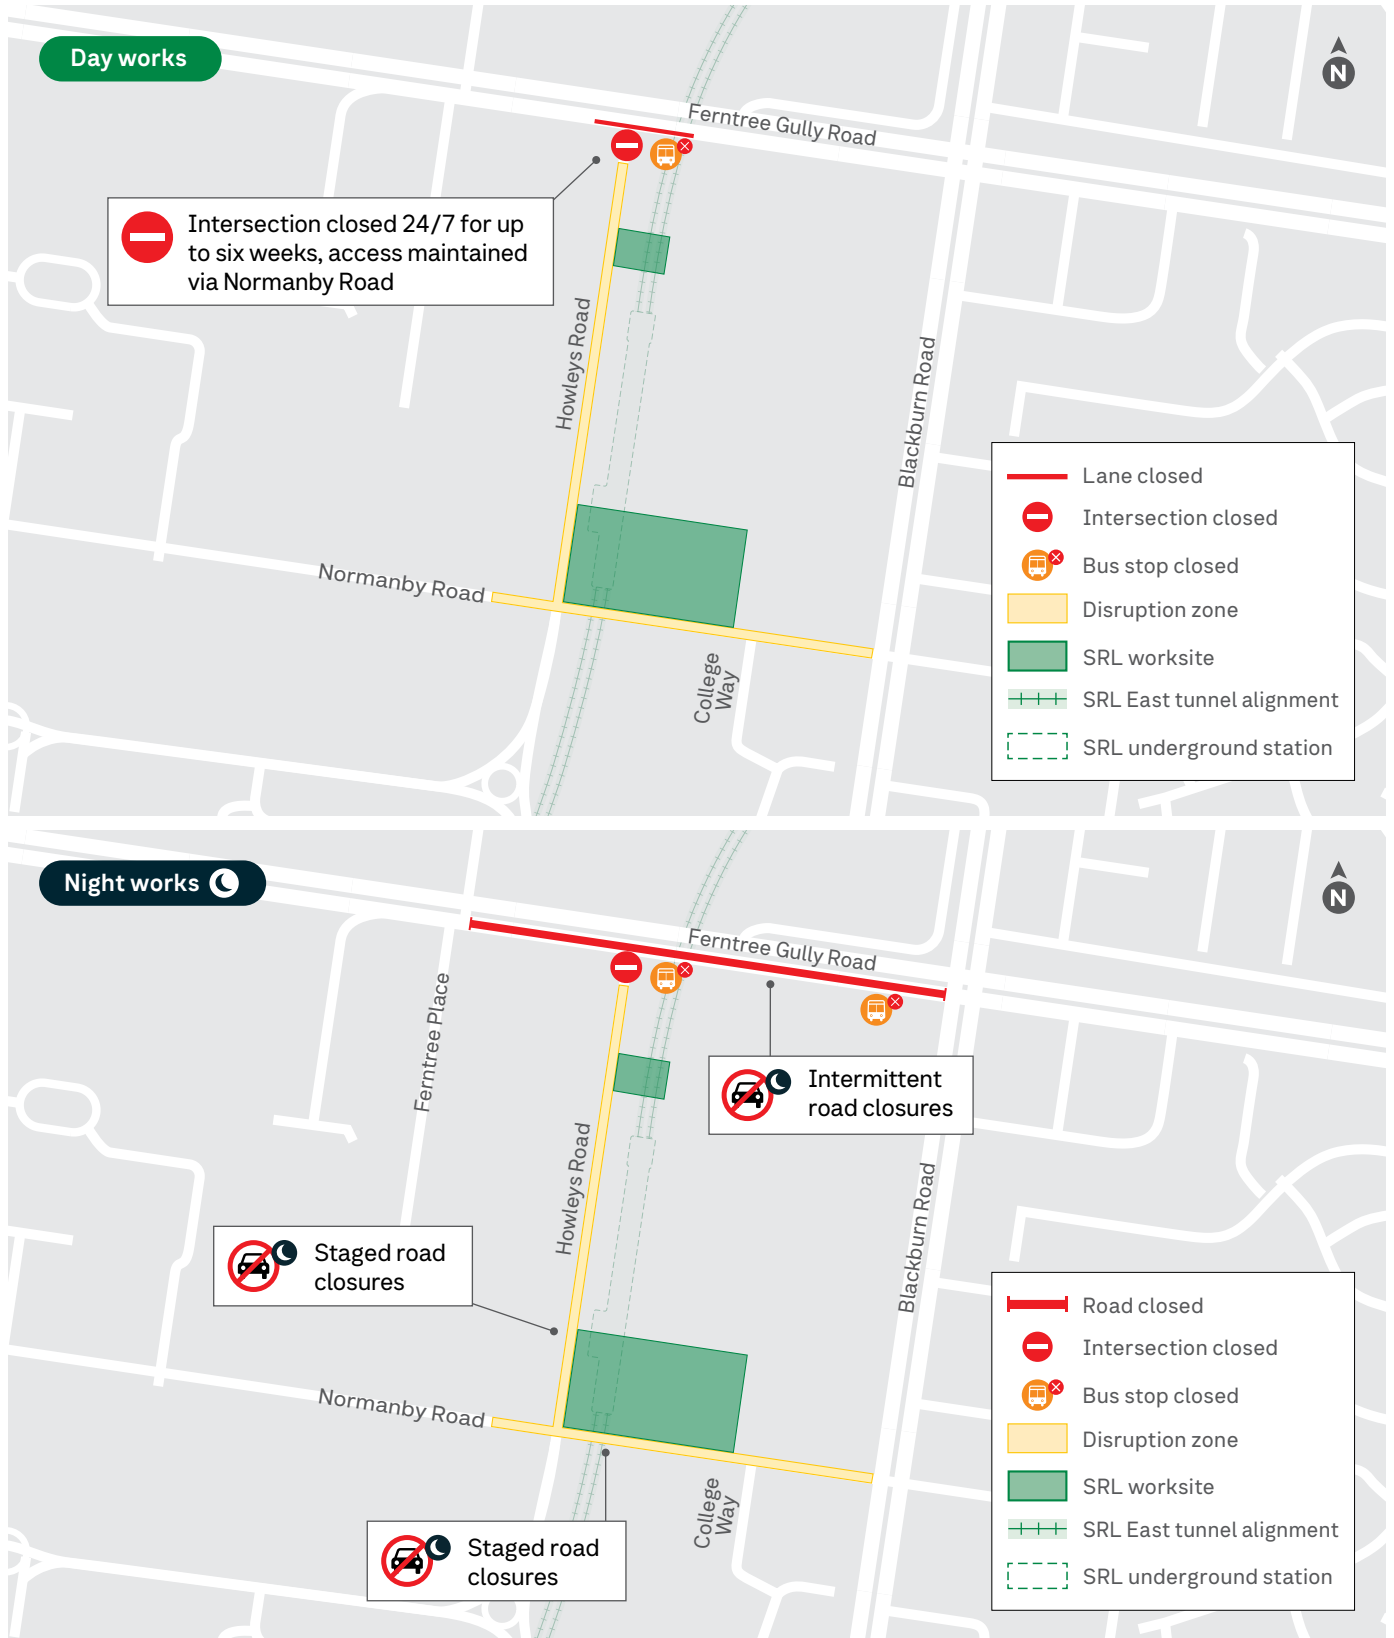 Day works
N
Ferntree Gully Road
Intersection closed 24/7 for up
to six weeks, access maintained
via Normanby Road
Howleys Road
Blackburn Road
Normanby Road
College
Way
Lane closed
Intersection closed
Bus stop closed
Disruption zone
SRL worksite
SRL East tunnel alignment
SRL underground station
Night works
N
Ferntree Gully Road
Ferntree Place
Intermittent
road closures
Howleys Road
Blackburn Road
Staged road
closures
Normanby Road
College
Way
Staged road
closures
Road closed
Intersection closed
Bus stop closed
Disruption zone
SRL worksite
SRL East tunnel alignment
SRL underground station